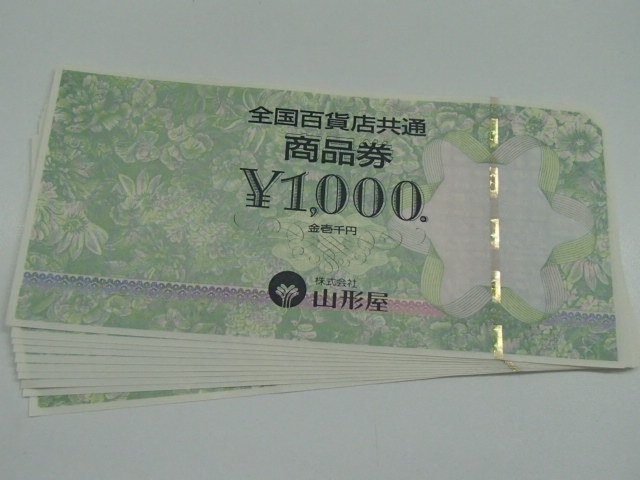 全国百貨店共通
商品券
¥1,000.
金壱千円
株式会社
山形屋